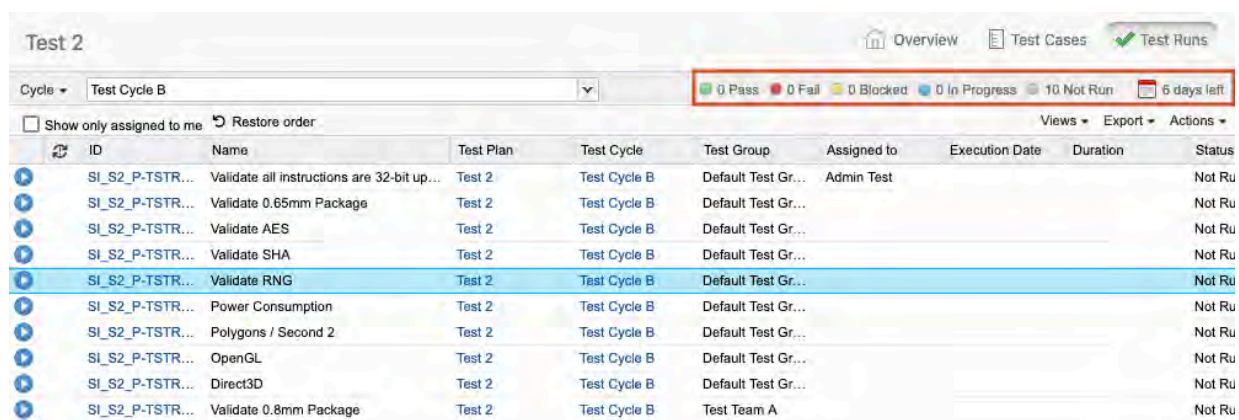 Test 2 Overview Test Cases Test Runs
Cycle Test Cycle B 0 Pass 0 Fail 0 Blocked 0 In Progress 10 Not Run 6 days left
Show only assigned to me Restore order Views Export Actions
ID Name Test Plan Test Cycle Test Group Assigned to Execution Date Duration Status
SI_S2_P-TSTR... Validate all instructions are 32-bit up... Test 2 Test Cycle B Default Test Gr... Admin Test Not Ru
SI_S2_P-TSTR... Validate 0.65mm Package Test 2 Test Cycle B Default Test Gr... Not Ru
SI_S2_P-TSTR... Validate AES Test 2 Test Cycle B Default Test Gr... Not Ru
SI_S2_P-TSTR... Validate SHA Test 2 Test Cycle B Default Test Gr... Not Ru
SI_S2_P-TSTR... Validate RNG Test 2 Test Cycle B Default Test Gr... Not Ru
SI_S2_P-TSTR... Power Consumption Test 2 Test Cycle B Default Test Gr... Not Ru
SI_S2_P-TSTR... Polygons / Second 2 Test 2 Test Cycle B Default Test Gr... Not Ru
SI_S2_P-TSTR... OpenGL Test 2 Test Cycle B Default Test Gr... Not Ru
SI_S2_P-TSTR... Direct3D Test 2 Test Cycle B Default Test Gr... Not Ru
SI_S2_P-TSTR... Validate 0.8mm Package Test 2 Test Cycle B Test Team A Not Ru